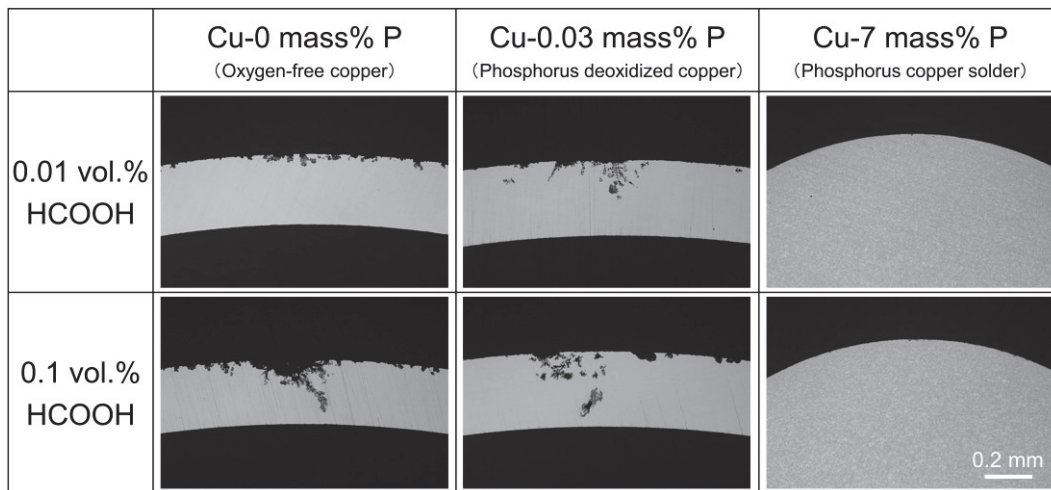 Cu-0 mass% P
(Oxygen-free copper)
Cu-0.03 mass% P
(Phosphorus deoxidized copper)
Cu-7 mass% P
(Phosphorus copper solder)
0.01 vol.%
HCOOH
0.1 vol.%
HCOOH
0.2 mm